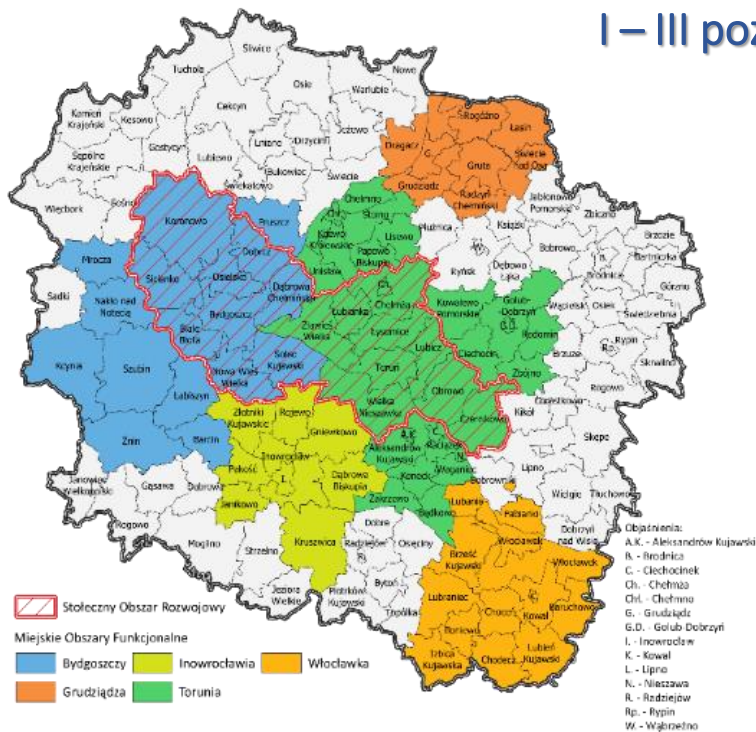 I – III poz
Śliwice
Nowe
Tuchola
Osie
Warlubie
Cekcyn
Kamień Krajeński
Kęsowo
Rogóźno
Łasin
Drzycim
Jeżewo
Dragacz
G.
Lniano
Gostycyn
Gruta
Świecie nad Osą
Sępólno Krajeńskie
Lubiewo
Bukowiec
Świecie
Grudziądz
Świekatowo
Radzyń Chełmiński
Sośno
Chełmno
Jabłonowo Pomorskie
Więcbork
Zbiczno
Koronowo
Pruszcz
Stolno
Płużnica
Książki
Brzozie
Lisewo
Bobrowo
Bartniczka
Papowo Biskupie
W.
Dębowa Łąka
Brodnica
Mrocza
Dobrcz
Unisław
Ryńsk
Górzno
Sicienko
Osielsko
Dąbrowa Chełmińska
Ch.
Chełmża
Osiek
Sadki
Kowalewo Pomorskie
Golub-Dobrzyń
Świedziebnia
Łubianka
G.D.
Nakło nad Notecią
Bydgoszcz
Łysomice
Radomin
Rypin
Białe Błota
Zławieś Wielka
Ciechocin
Rp.
Lubicz
Brzuze
Skrwilno
Solec Kujawski
Toruń
Zbójno
Kcynia
Szubin
Nowa Wieś Wielka
Obrowo
Rogowo
Wielka Nieszawka
Kikół
Łabiszyn
Czernikowo
Złotniki Kujawskie
Rojewo
Skępe
Gniewkowo
A.K.
Żnin
Barcin
Aleksandrów Kujawski
Raciążek
Lipno
Inowrocław
Waganiec
Pakość
Koneck
Bobrowniki
Wielgie
Tłuchowo
Janowiec Wielkopolski
Gąsawa
Dąbrowa
I.
Dąbrowa Biskupia
Lubanie
Zakrzewo
Fabianki
Janikowo
Bądkowo
Dobrzyń nad Wisłą
Rogowo
Dobre
Włocławek
Mogilno
Kruszwica
Radziejów
Osięciny
Brześć Kujawski
Strzelno
Włocławek
Bytoń
Lubraniec
Baruchowo
Jeziora Wielkie
Piotrków Kujawski
Choceń
Kowal
Topólka
Boniewo
Izbica Kujawska
Chodecz
Lubień Kujawski
Objaśnienia:
A.K. - Aleksandrów Kujawski
B. - Brodnica
C. - Ciechocinek
Ch. - Chełmża
Chł. - Chełmno
G. - Grudziądz
G.D. - Golub-Dobrzyń
I. - Inowrocław
K. - Kowal
L. - Lipno
N. - Nieszawa
R. - Radziejów
Rp. - Rypin
W. - Wąbrzeźno
Stołeczny Obszar Rozwojowy
Miejskie Obszary Funkcjonalne
Bydgoszczy
Inowrocławia
Włocławka
Grudziądza
Torunia